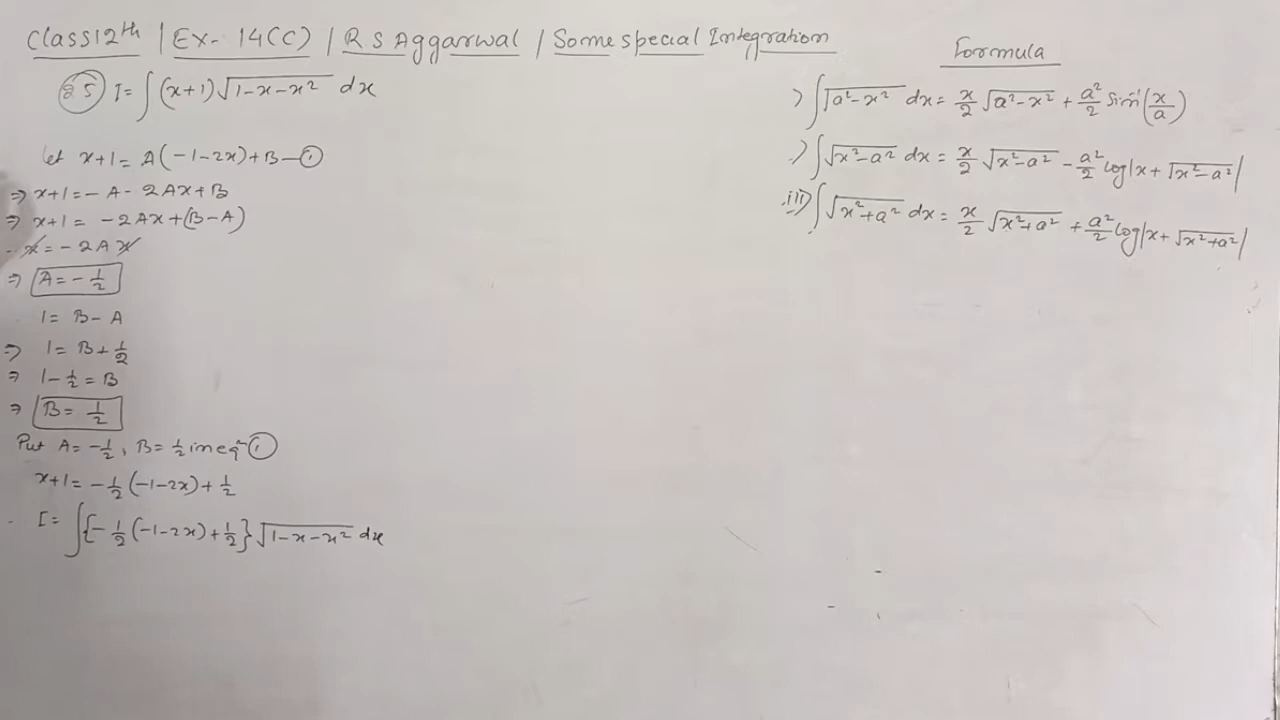 Class12th | EX- 14(C) | R S Aggarwal | Some special Integration
Formula
25 I = ∫(x+1)√(1-x-x²) dx
Let x+1 = A(-1-2x)+B — ①
⇒ x+1 = -A - 2Ax+B
⇒ x+1 = -2Ax+(B-A)
x = -2Ax
⇒ A = -1/2
1 = B - A
⇒ 1 = B + 1/2
⇒ 1 - 1/2 = B
⇒ B = 1/2
Put A = -1/2, B = 1/2 in eqⁿ ①
x+1 = -1/2(-1-2x)+1/2
I = ∫{-1/2(-1-2x)+1/2}√(1-x-x²) dx
) ∫√(a²-x²) dx = x/2 √(a²-x²) + a²/2 sin⁻¹(x/a)
) ∫√(x²-a²) dx = x/2 √(x²-a²) - a²/2 log|x + √(x²-a²)|
iii) ∫√(x²+a²) dx = x/2 √(x²+a²) + a²/2 log|x + √(x²+a²)|